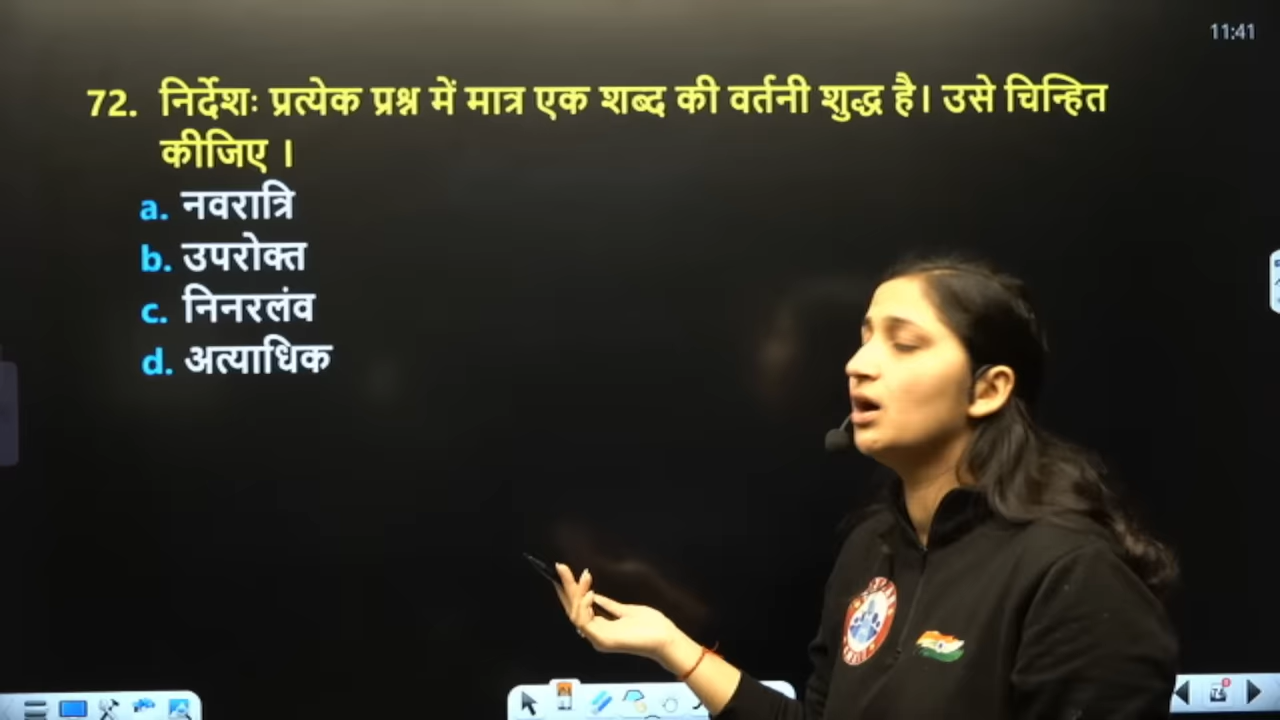 11:41
72. निर्देशः प्रत्येक प्रश्न में मात्र एक शब्द की वर्तनी शुद्ध है। उसे चिन्हित
कीजिए ।
a. नवरात्रि
b. उपरोक्त
c. निनरलंव
d. अत्याधिक